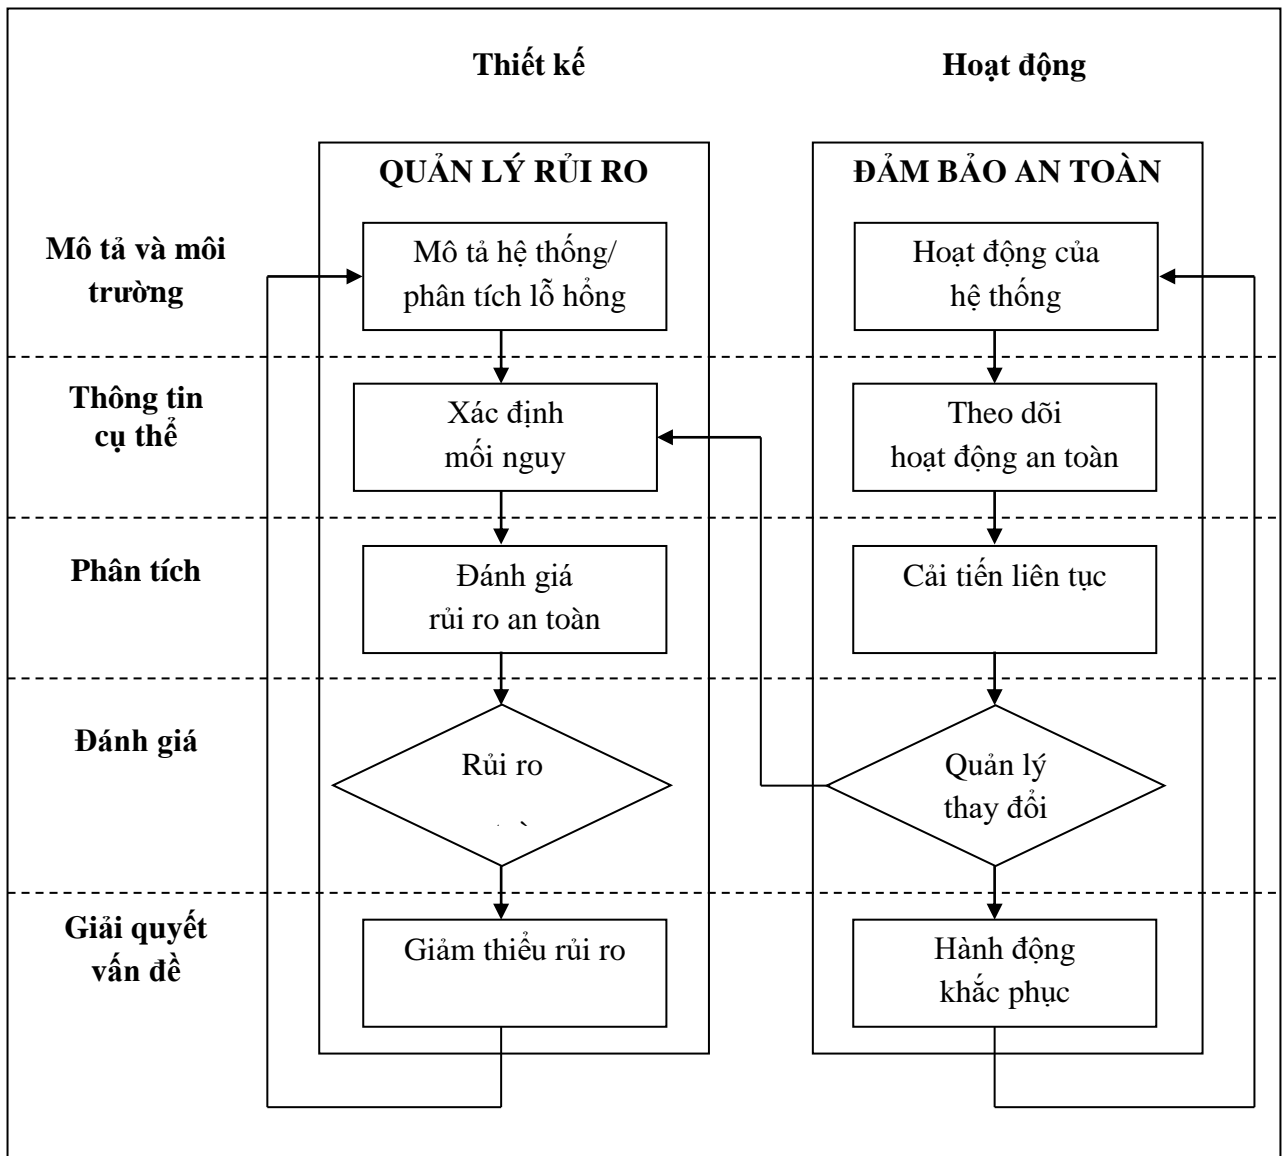 Thiết kế
Hoạt động
QUẢN LÝ RỦI RO
ĐẢM BẢO AN TOÀN
Mô tả và môi
trường
Mô tả hệ thống/
phân tích lỗ hổng
Hoạt động của
hệ thống
Thông tin
cụ thể
Xác định
mối nguy
Theo dõi
hoạt động an toàn
Phân tích
Đánh giá
rủi ro an toàn
Cải tiến liên tục
Đánh giá
Rủi ro
Quản lý
thay đổi
Giải quyết
vấn đề
Giảm thiểu rủi ro
Hành động
khắc phục